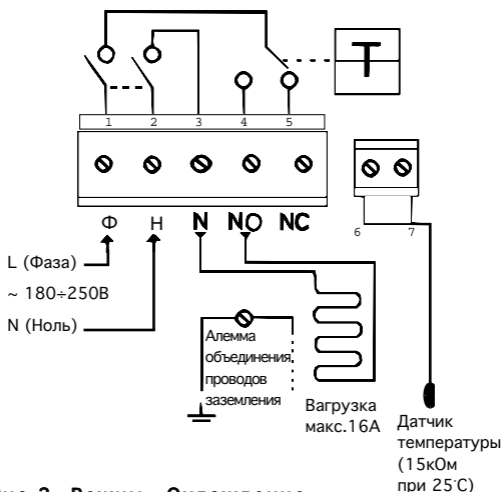 T
1 2 3 4 5
Ф Н N NO NC
6 7
L (Фаза)
~ 180÷250В
N (Ноль)
Алемма
объединения
проводов
заземления
Вагрузка
макс.16А
Датчик
температуры
(15кОм
при 25°С)